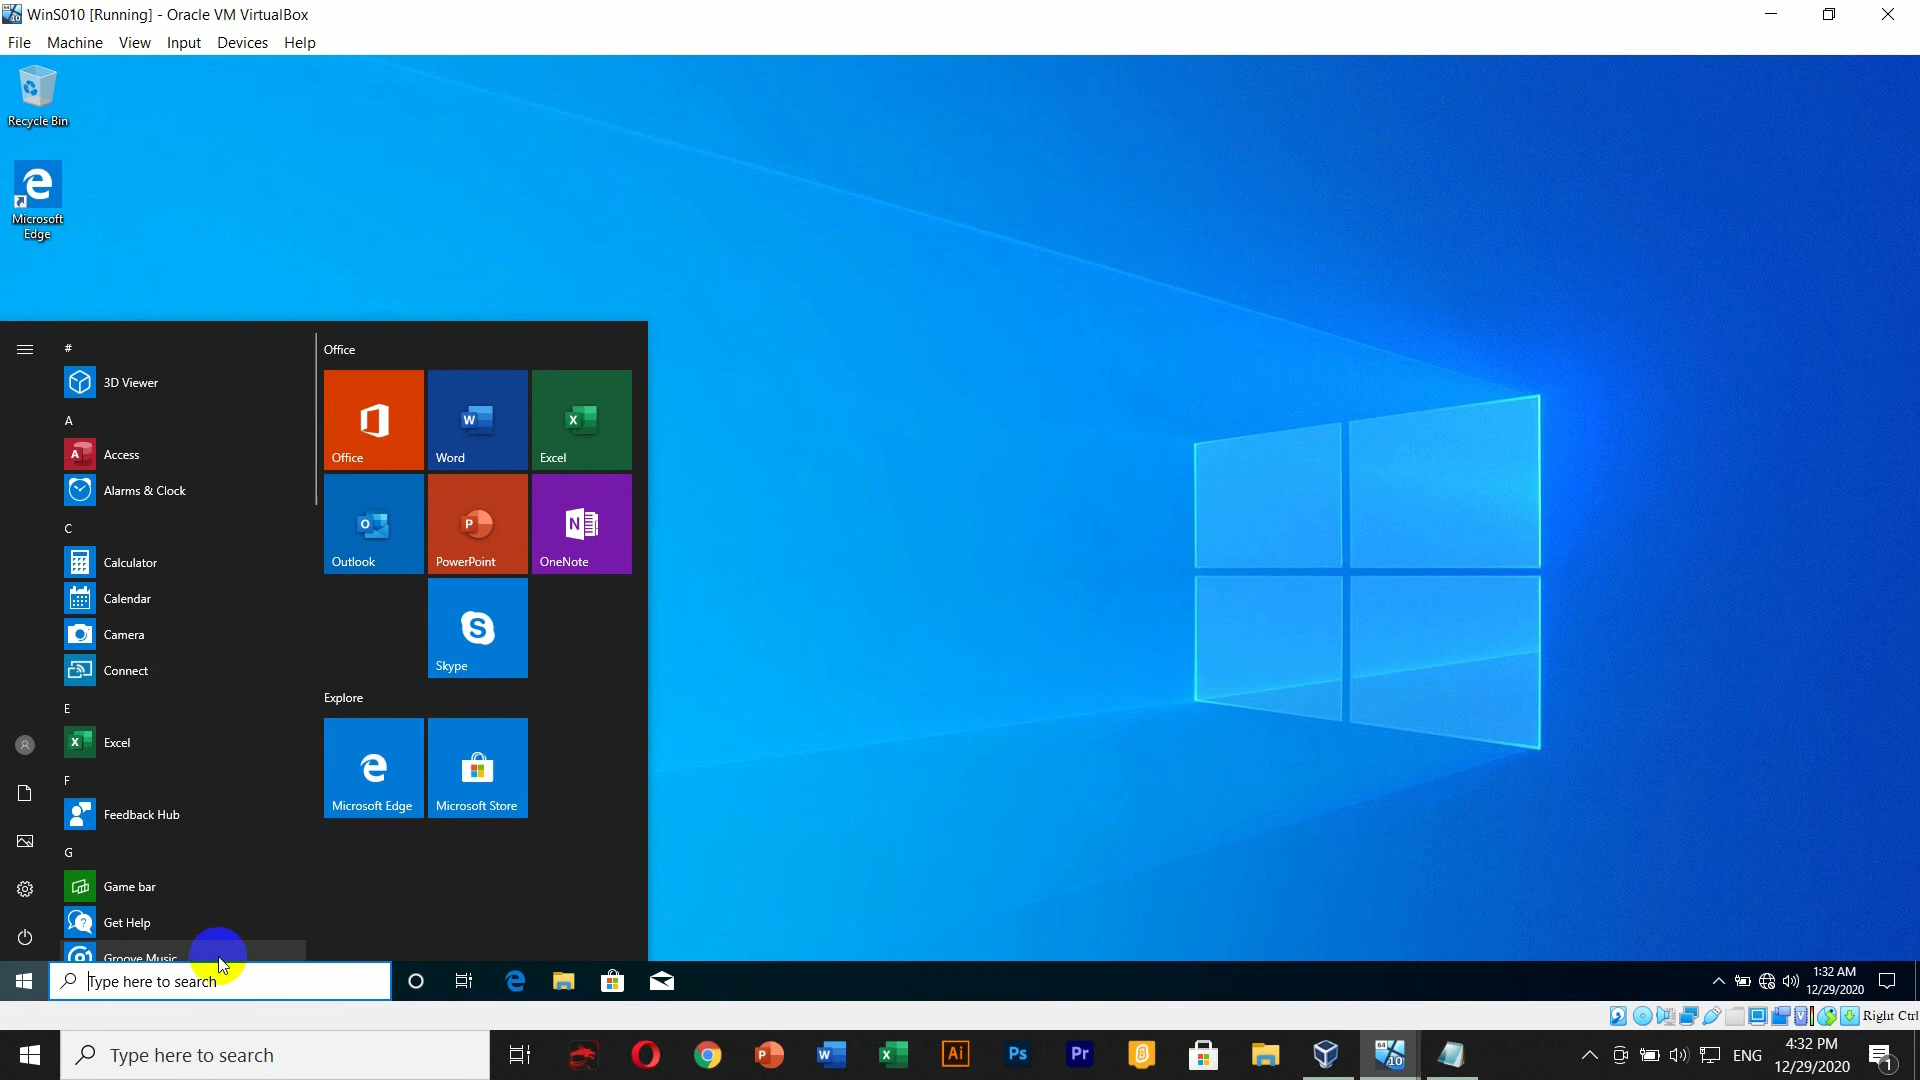 WinS010 [Running] - Oracle VM VirtualBox
File Machine View Input Devices Help
Recycle Bin
Microsoft
Edge
#
3D Viewer
A
Access
Alarms & Clock
C
Calculator
Calendar
Camera
Connect
E
Excel
F
Feedback Hub
G
Game bar
Get Help
Groove Music
Office
Office
Word
Excel
Outlook
PowerPoint
OneNote
Skype
Explore
Microsoft Edge
Microsoft Store
Type here to search
1:32 AM
12/29/2020
Right Ctrl
Type here to search
ENG
4:32 PM
12/29/2020
1